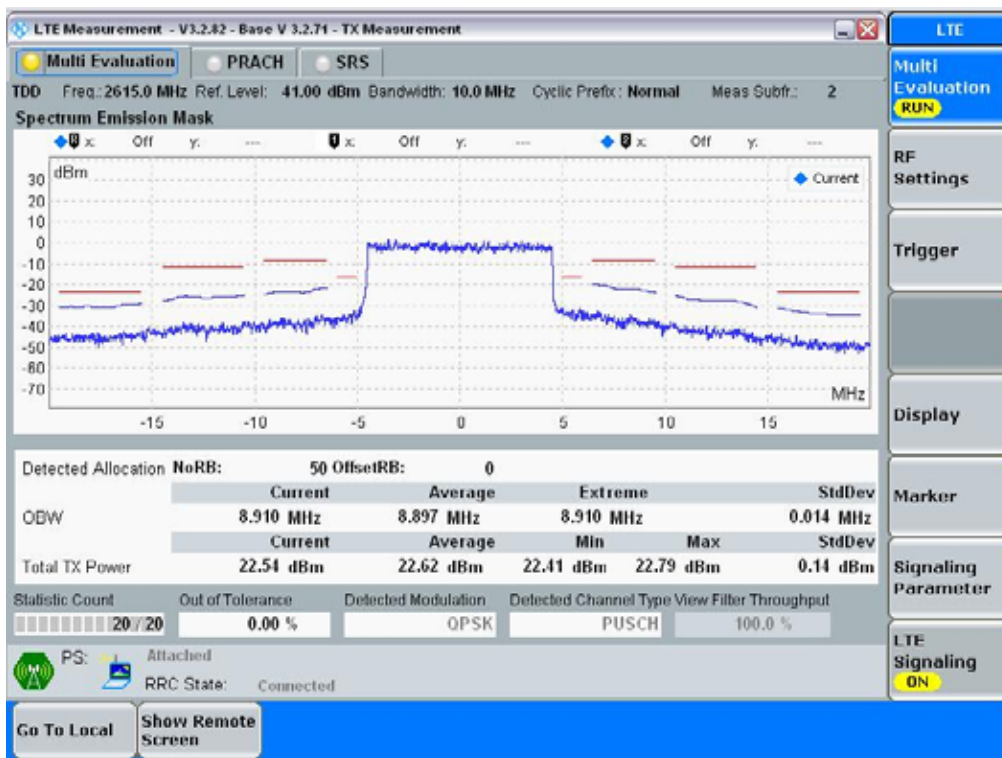 LTE Measurement - V3.2.82 - Base V 3.2.71 - TX Measurement
LTE
Multi Evaluation PRACH SRS
Multi
Evaluation
RUN
TDD Freq.: 2615.0 MHz Ref. Level: 41.00 dBm Bandwidth: 10.0 MHz Cyclic Prefix: Normal Meas Subfr.: 2
Spectrum Emission Mask
x: Off y: --- 1 x: Off y: --- 2 x: Off y: ---
dBm
Current
30
20
10
0
-10
-20
-30
-40
-50
-60
-70
MHz
-15 -10 -5 0 5 10 15
RF
Settings
Trigger
Display
Marker
Signaling
Parameter
LTE
Signaling
ON
Detected Allocation NoRB: 50 OffsetRB: 0
Current Average Extreme StdDev
OBW 8.910 MHz 8.897 MHz 8.910 MHz 0.014 MHz
Current Average Min Max StdDev
Total TX Power 22.54 dBm 22.62 dBm 22.41 dBm 22.79 dBm 0.14 dBm
Statistic Count Out of Tolerance Detected Modulation Detected Channel Type View Filter Throughput
20 / 20 0.00 % QPSK PUSCH 100.0 %
PS: Attached
RRC State: Connected
Go To Local
Show Remote
Screen